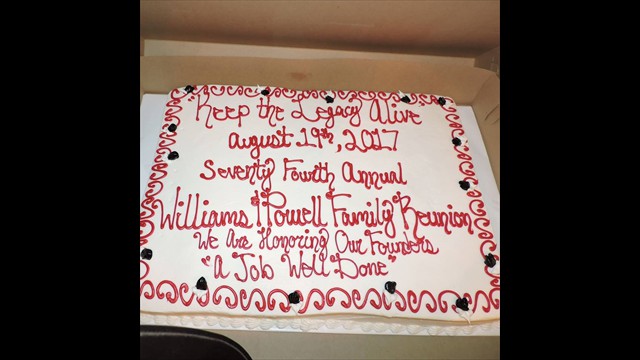 "Keep the Legacy Alive
August 19th, 2017
Seventy Fourth Annual
Williams/Powell Family Reunion
We Are Honoring Our Founders
"A Job Well Done"